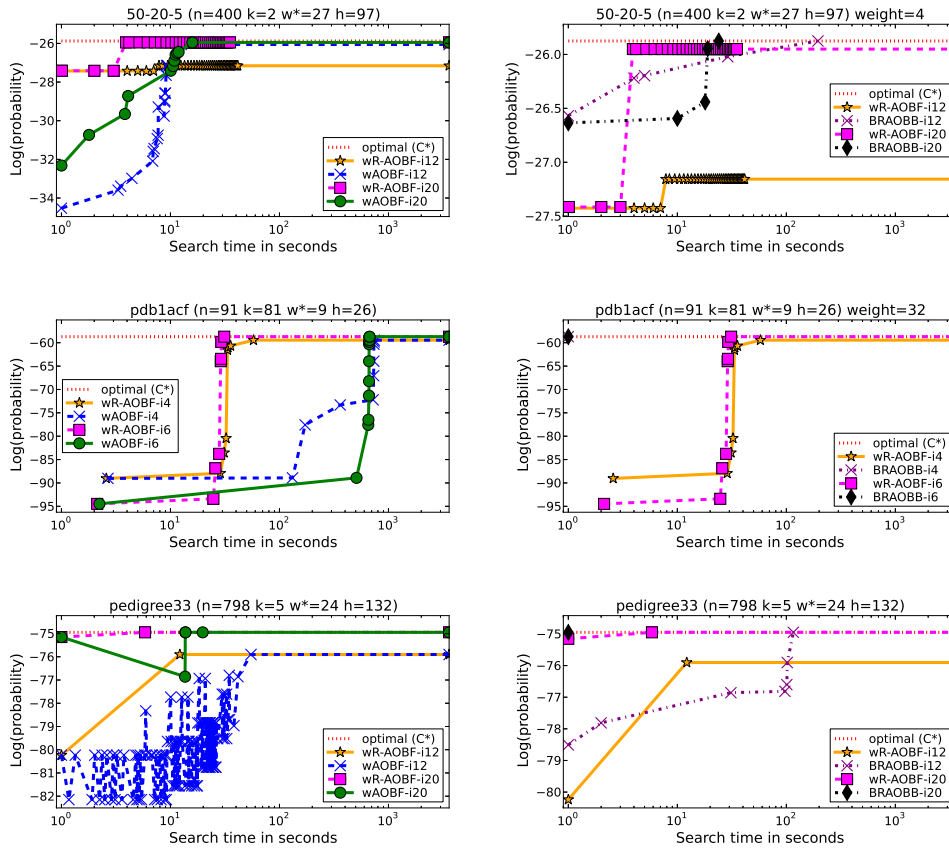 50-20-5 (n=400 k=2 w*=27 h=97)
Log(probability)
−26
−28
−30
−32
−34
optimal (C*)
wR-AOBF-i12
wAOBF-i12
wR-AOBF-i20
wAOBF-i20
10^0 10^1 10^2 10^3
Search time in seconds
50-20-5 (n=400 k=2 w*=27 h=97) weight=4
Log(probability)
−26.0
−26.5
−27.0
−27.5
optimal (C*)
wR-AOBF-i12
BRAOBB-i12
wR-AOBF-i20
BRAOBB-i20
10^0 10^1 10^2 10^3
Search time in seconds
pdb1acf (n=91 k=81 w*=9 h=26)
Log(probability)
−60
−65
−70
−75
−80
−85
−90
−95
optimal (C*)
wR-AOBF-i4
wAOBF-i4
wR-AOBF-i6
wAOBF-i6
10^0 10^1 10^2 10^3
Search time in seconds
pdb1acf (n=91 k=81 w*=9 h=26) weight=32
Log(probability)
−60
−65
−70
−75
−80
−85
−90
−95
optimal (C*)
wR-AOBF-i4
BRAOBB-i4
wR-AOBF-i6
BRAOBB-i6
10^0 10^1 10^2 10^3
Search time in seconds
pedigree33 (n=798 k=5 w*=24 h=132)
Log(probability)
−75
−76
−77
−78
−79
−80
−81
−82
optimal (C*)
wR-AOBF-i12
wAOBF-i12
wR-AOBF-i20
wAOBF-i20
10^0 10^1 10^2 10^3
Search time in seconds
pedigree33 (n=798 k=5 w*=24 h=132)
Log(probability)
−75
−76
−77
−78
−79
−80
optimal (C*)
wR-AOBF-i12
BRAOBB-i12
wR-AOBF-i20
BRAOBB-i20
10^0 10^1 10^2 10^3
Search time in seconds